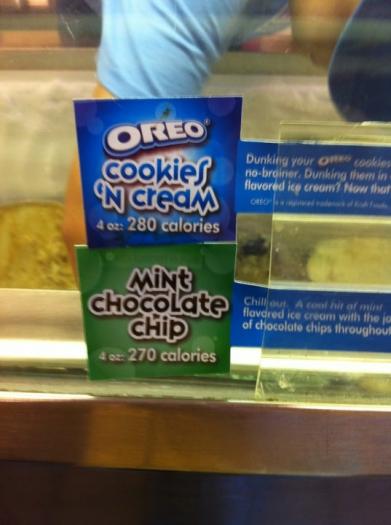 OREO
cookies
'N cream
4 oz: 280 calories
Dunking your OREO cookies
no-brainer. Dunking them in
flavored ice cream? Now that
OREO® is a registered trademark of Kraft Foods
Mint
chocolate
chip
4 oz: 270 calories
Chill out. A cool hit of mint
flavored ice cream with the jo
of chocolate chips throughout